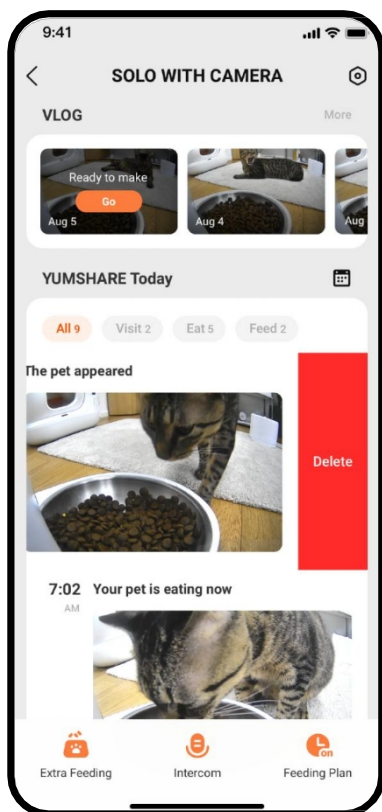 9:41
SOLO WITH CAMERA
VLOG More
Ready to make
Go
Aug 5 Aug 4 Aug
YUMSHARE Today
All 9 Visit 2 Eat 5 Feed 2
The pet appeared
Delete
7:02 Your pet is eating now
AM
on
Extra Feeding Intercom Feeding Plan